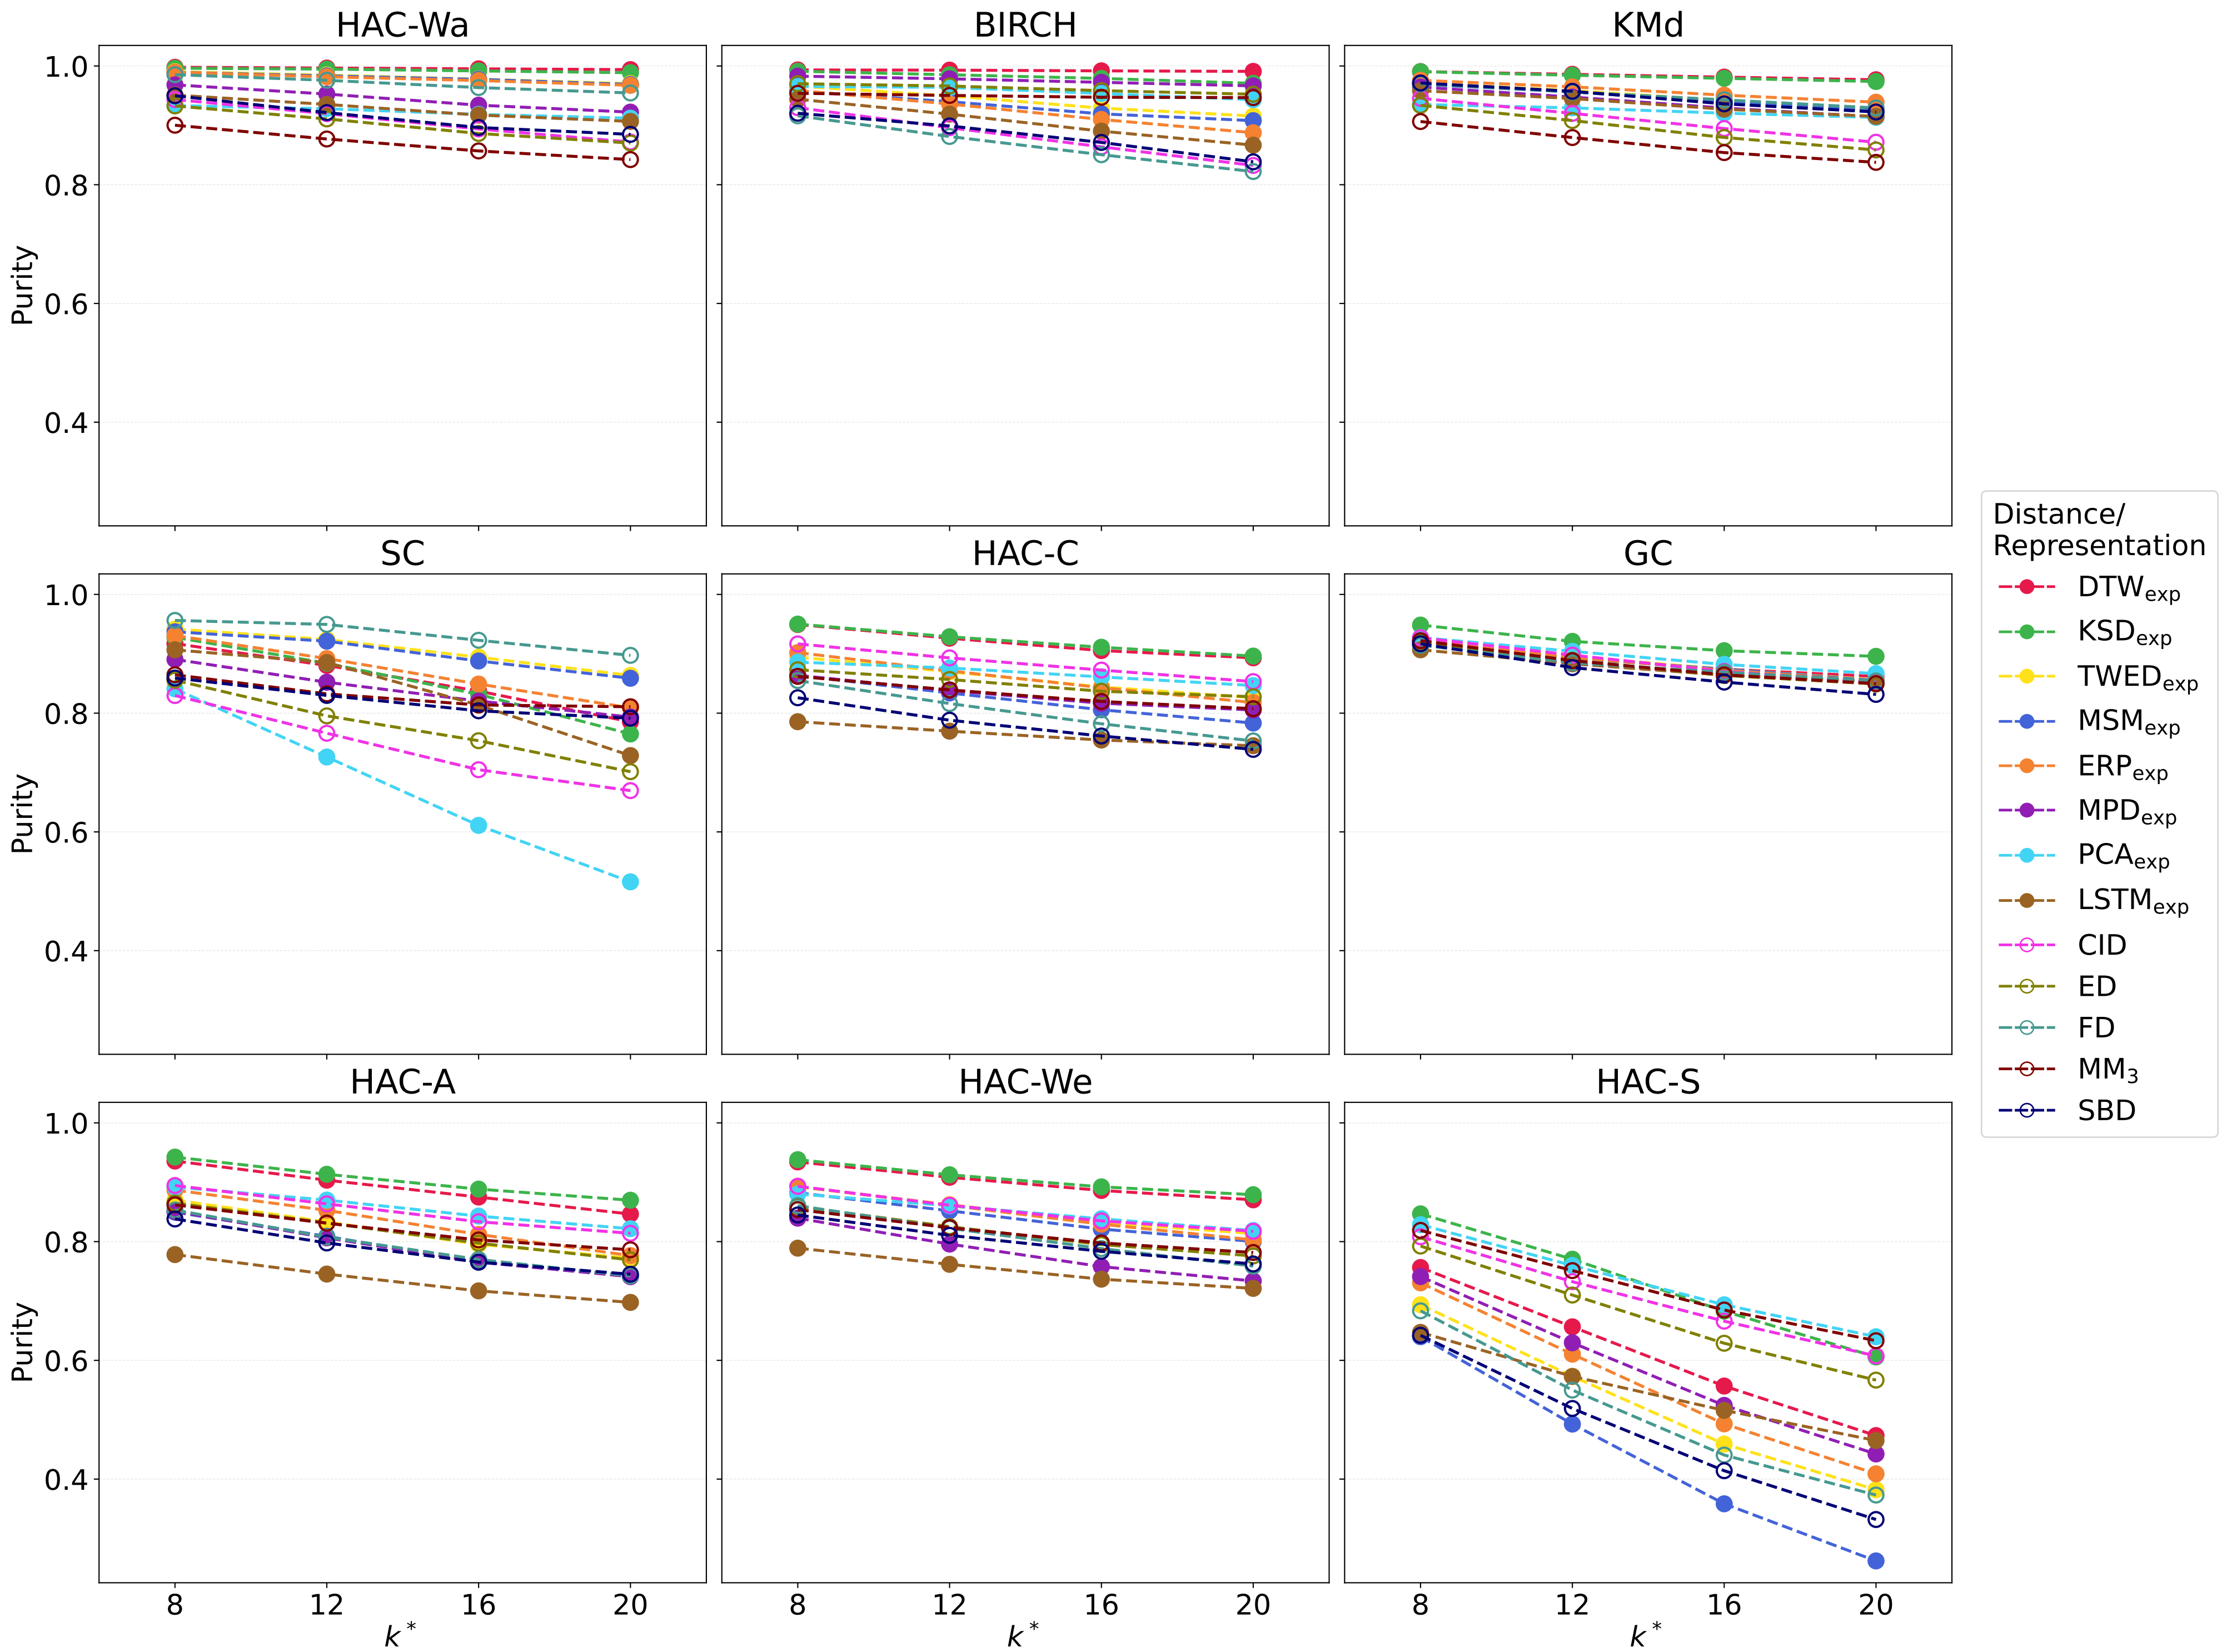 HAC-Wa
BIRCH
KMd
Purity
1.0
0.8
0.6
0.4
SC
HAC-C
GC
Purity
1.0
0.8
0.6
0.4
HAC-A
HAC-We
HAC-S
Purity
1.0
0.8
0.6
0.4
8 12 16 20
8 12 16 20
8 12 16 20
k*
k*
k*
Distance/
Representation
DTWexp
KSDexp
TWEDexp
MSMexp
ERPexp
MPDexp
PCAexp
LSTMexp
CID
ED
FD
MM3
SBD